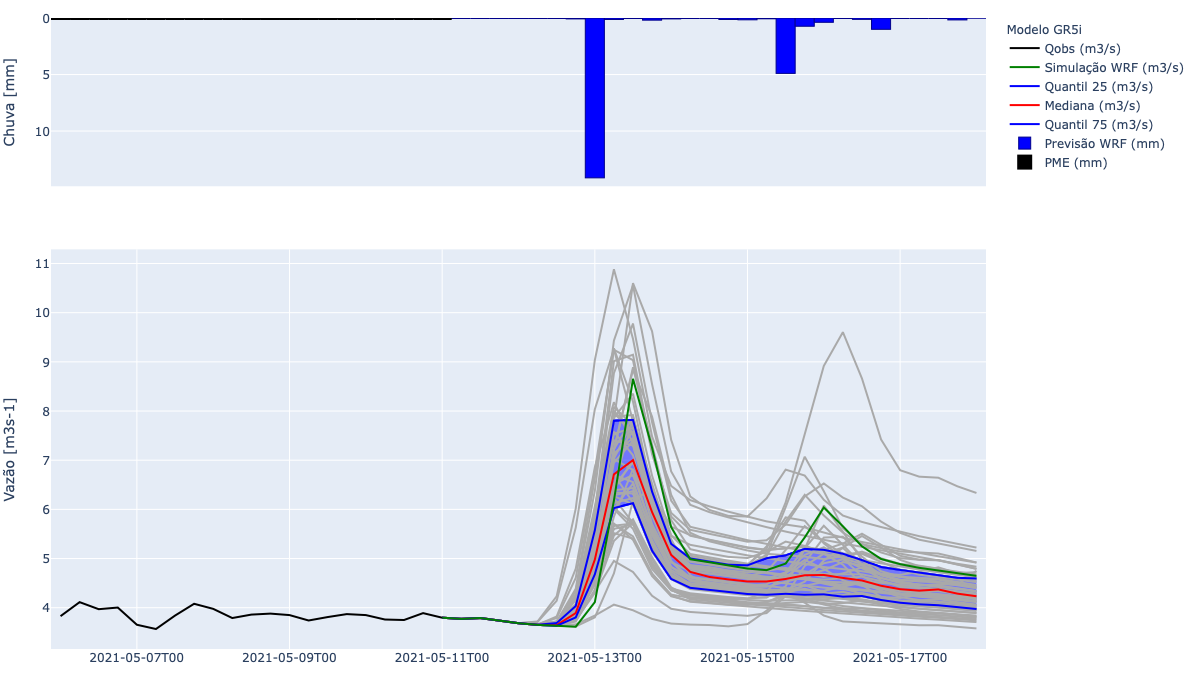 0
5
10
Chuva [mm]
Modelo GR5i
Qobs (m3/s)
Simulação WRF (m3/s)
Quantil 25 (m3/s)
Mediana (m3/s)
Quantil 75 (m3/s)
Previsão WRF (mm)
PME (mm)
11
10
9
8
7
6
5
4
Vazão [m3s-1]
2021-05-07T00
2021-05-09T00
2021-05-11T00
2021-05-13T00
2021-05-15T00
2021-05-17T00